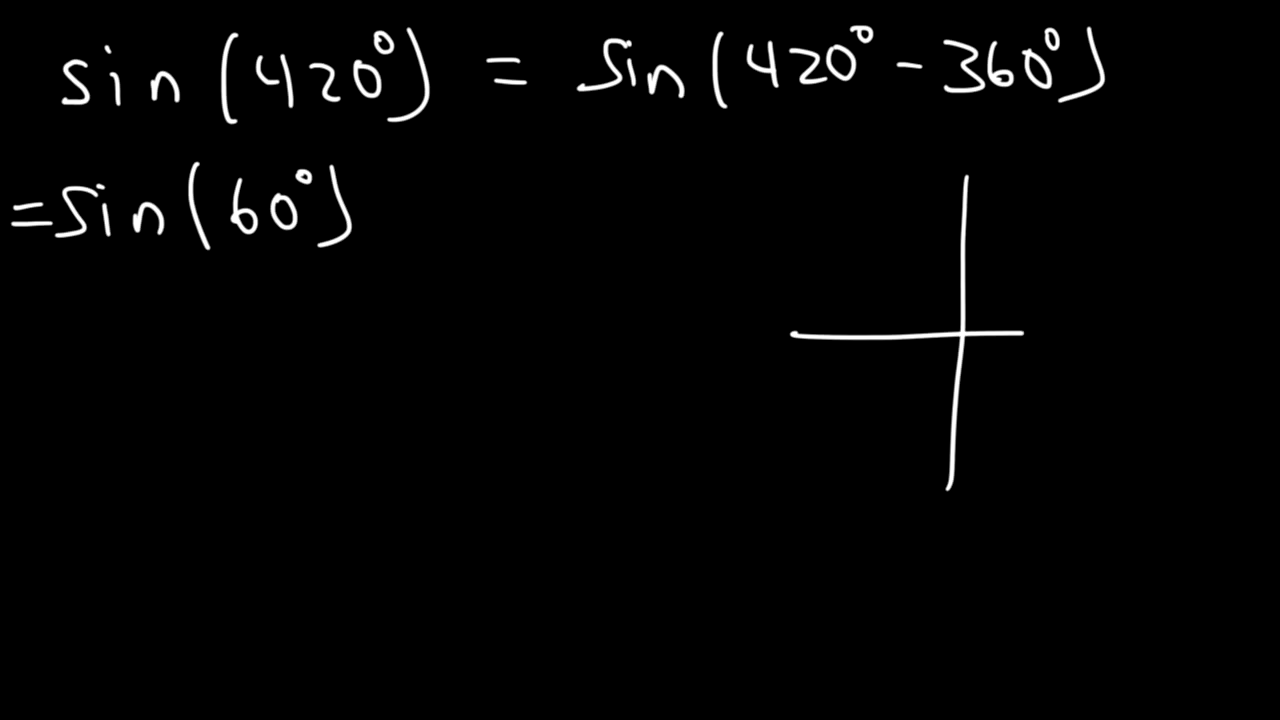 sin(420°) = sin(420° - 360°)
= sin(60°)